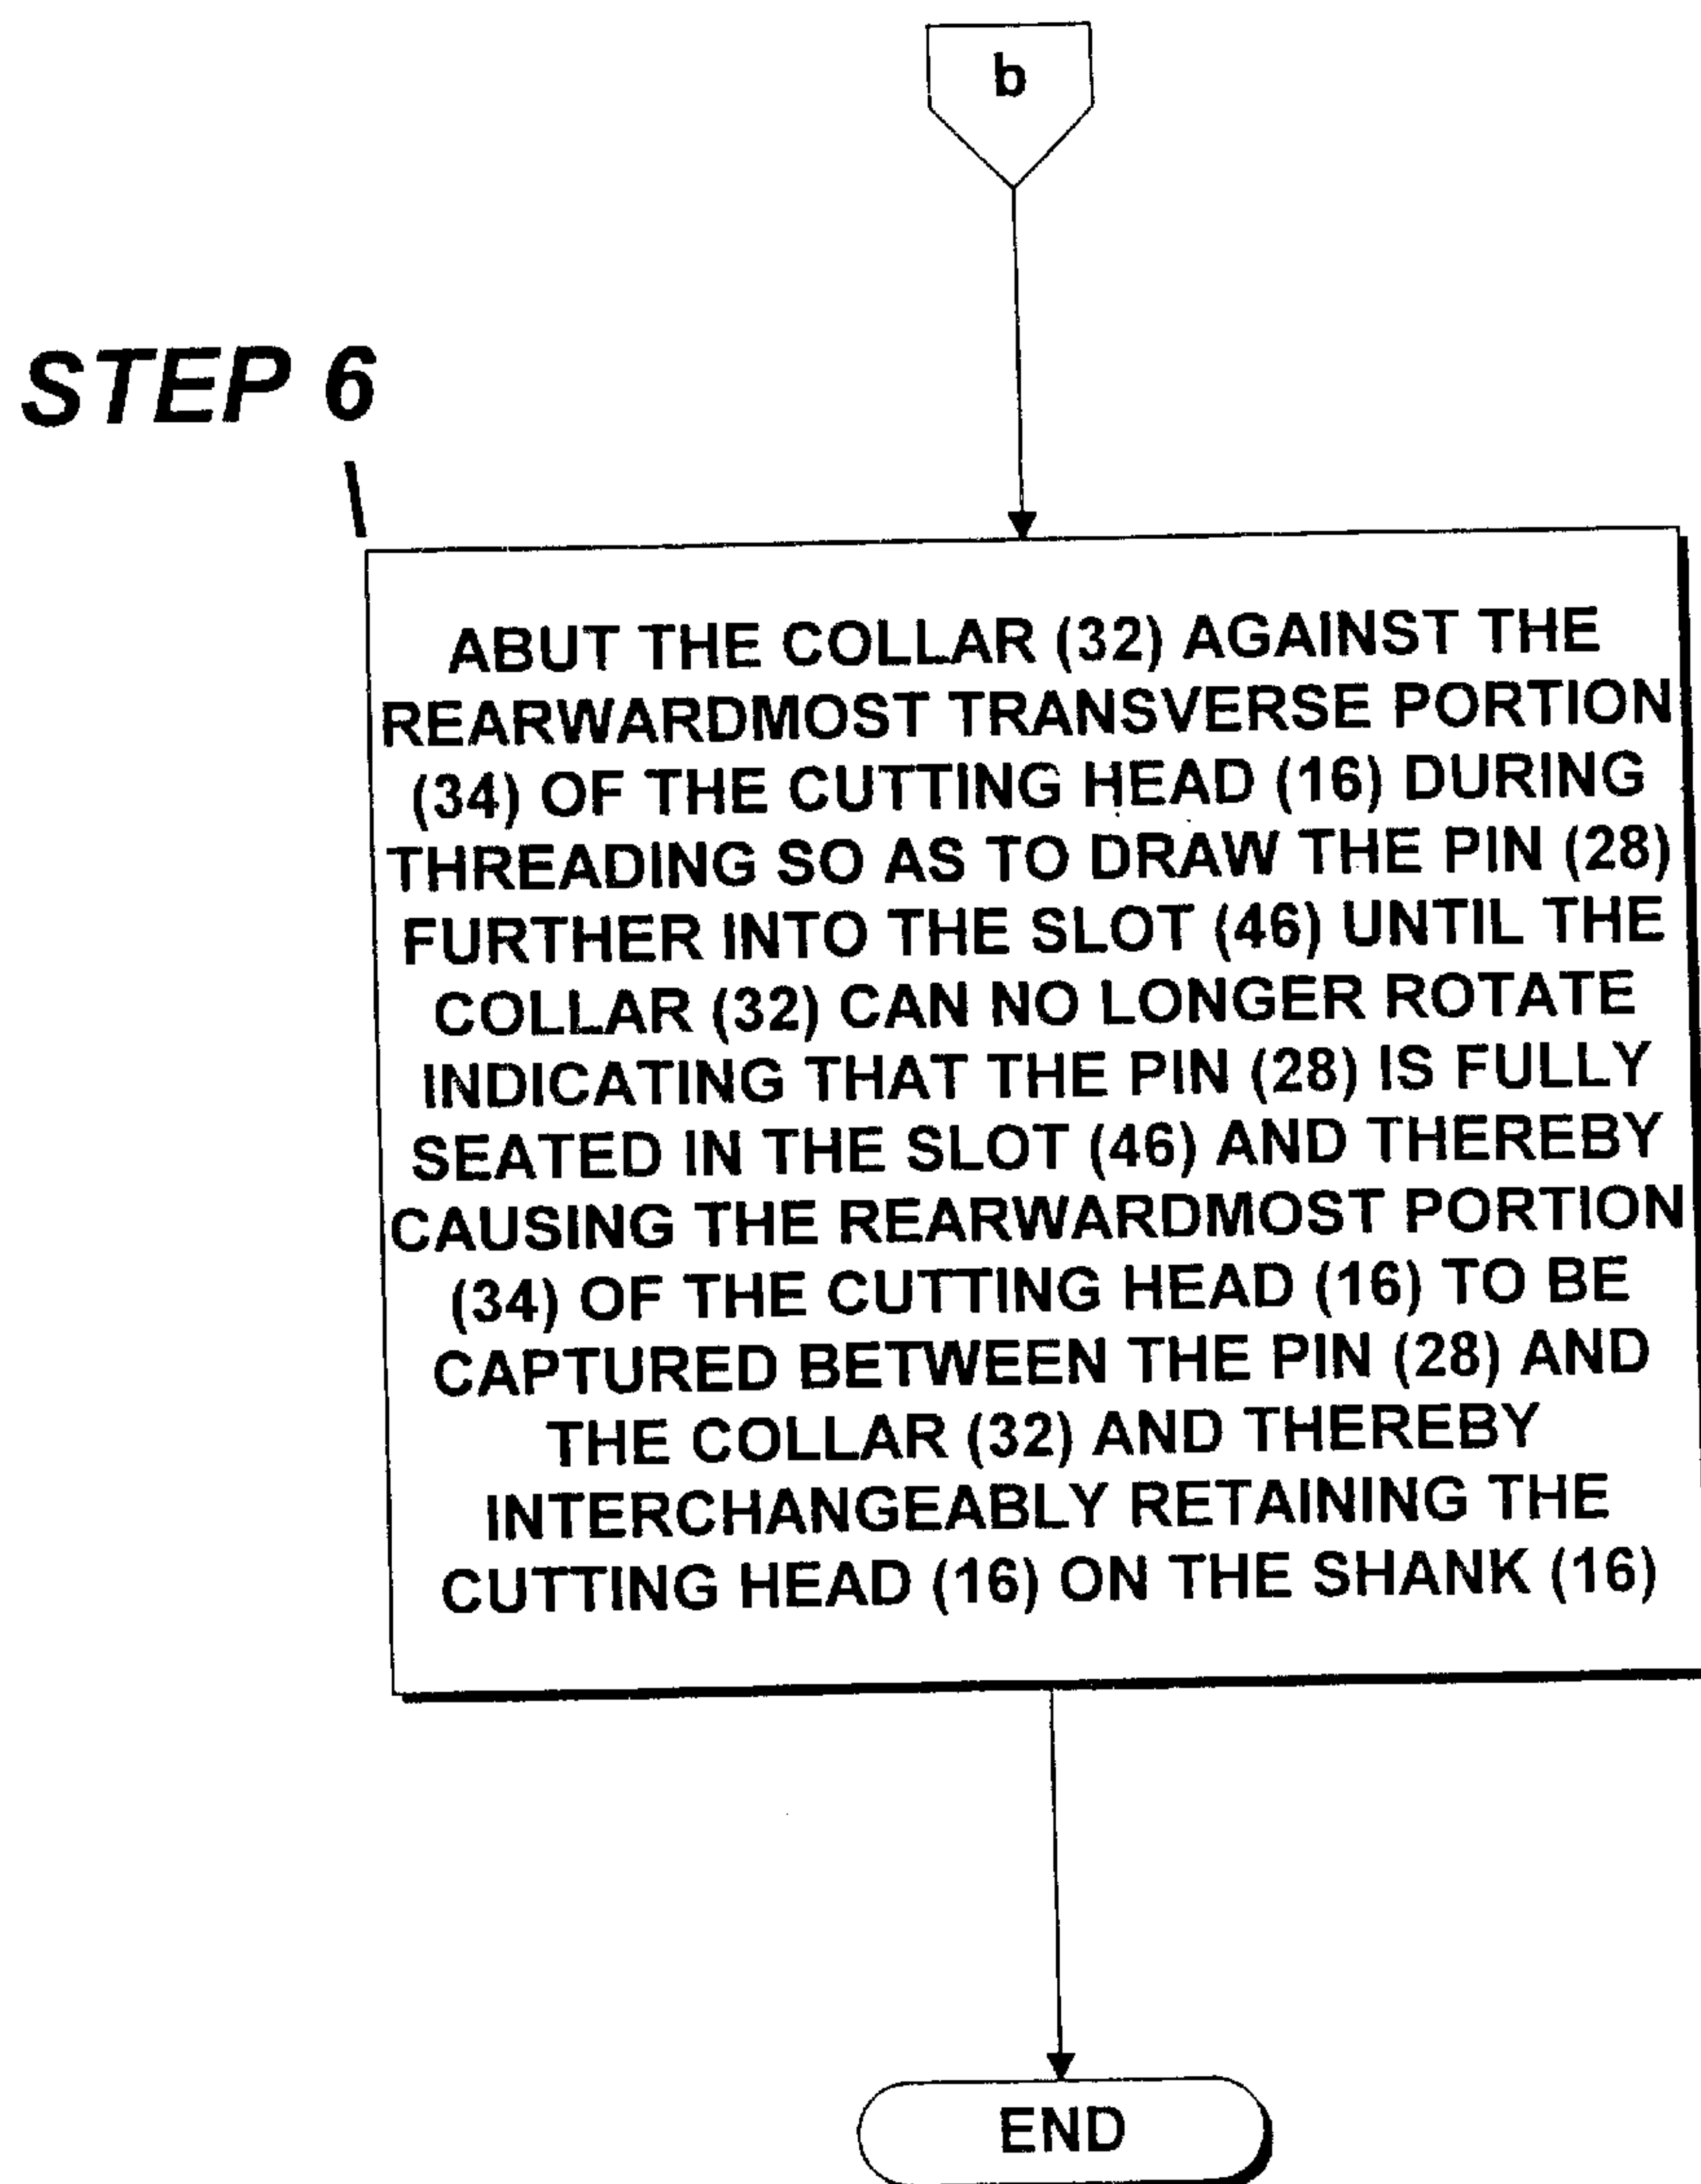 b
STEP 6
ABUT THE COLLAR (32) AGAINST THE
REARWARDMOST TRANSVERSE PORTION
(34) OF THE CUTTING HEAD (16) DURING
THREADING SO AS TO DRAW THE PIN (28)
FURTHER INTO THE SLOT (46) UNTIL THE
COLLAR (32) CAN NO LONGER ROTATE
INDICATING THAT THE PIN (28) IS FULLY
SEATED IN THE SLOT (46) AND THEREBY
CAUSING THE REARWARDMOST PORTION
(34) OF THE CUTTING HEAD (16) TO BE
CAPTURED BETWEEN THE PIN (28) AND
THE COLLAR (32) AND THEREBY
INTERCHANGEABLY RETAINING THE
CUTTING HEAD (16) ON THE SHANK (16)
END